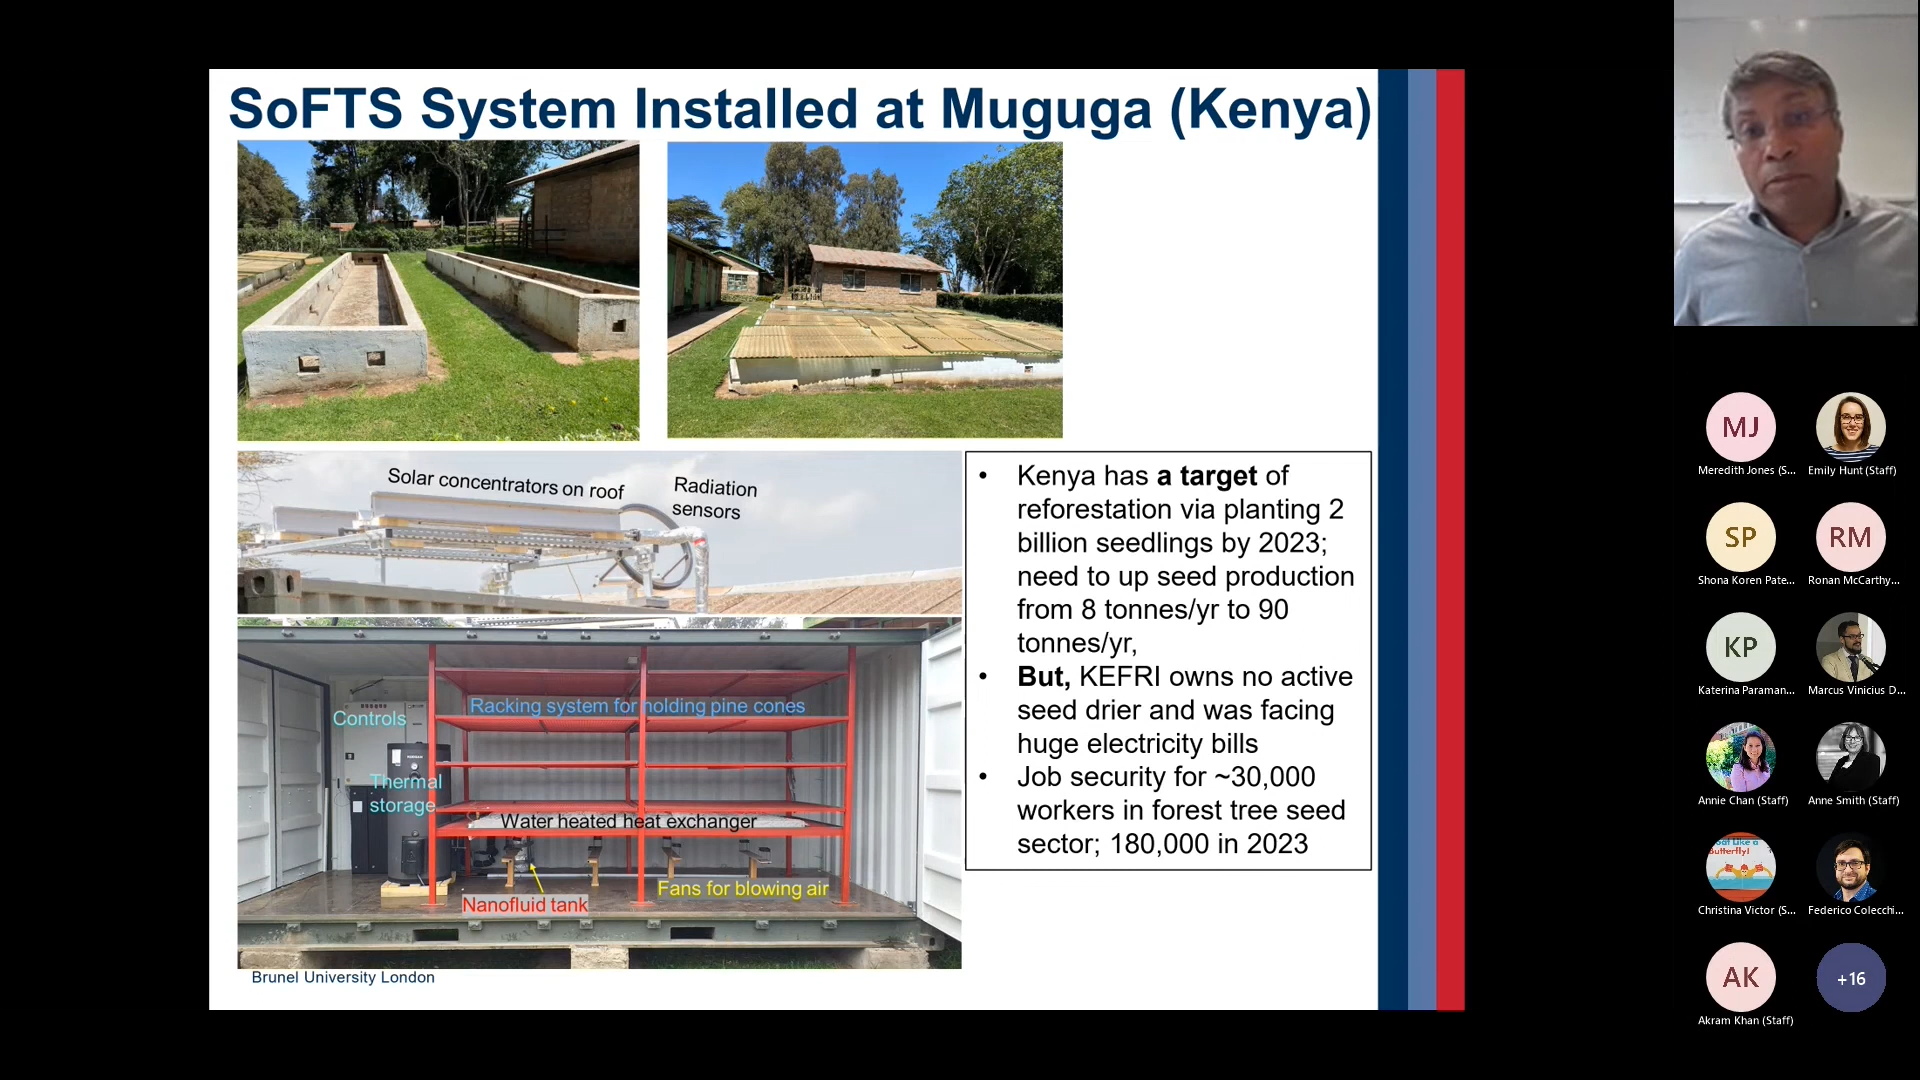 SoFTS System Installed at Muguga (Kenya)
Solar concentrators on roof
Radiation
sensors
Controls
Racking system for holding pine cones
Thermal
storage
Water heated heat exchanger
Nanofluid tank
Fans for blowing air
• Kenya has a target of
reforestation via planting 2
billion seedlings by 2023;
need to up seed production
from 8 tonnes/yr to 90
tonnes/yr,
• But, KEFRI owns no active
seed drier and was facing
huge electricity bills
• Job security for ~30,000
workers in forest tree seed
sector; 180,000 in 2023
Brunel University London
MJ
Meredith Jones (S...
Emily Hunt (Staff)
SP
Shona Koren Pate...
RM
Ronan McCarthy...
KP
Katerina Paraman...
Marcus Vinicius D...
Annie Chan (Staff)
Anne Smith (Staff)
Like a
Butterfly!
Christina Victor (S...
Federico Colecchi...
AK
Akram Khan (Staff)
+16